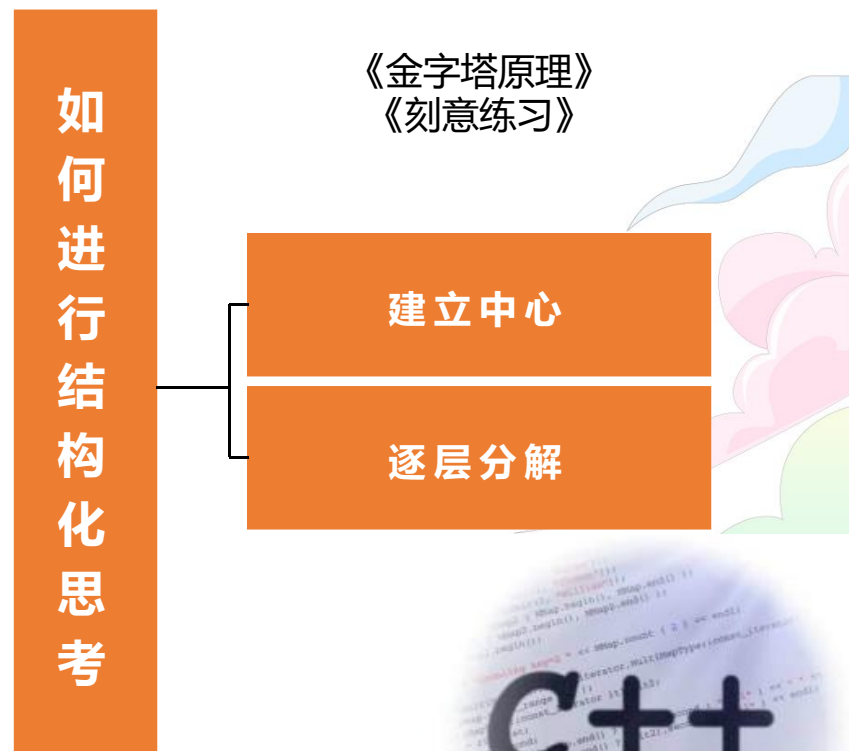 如何进行结构化思考
《金字塔原理》
《刻意练习》
建立中心
逐层分解
C++